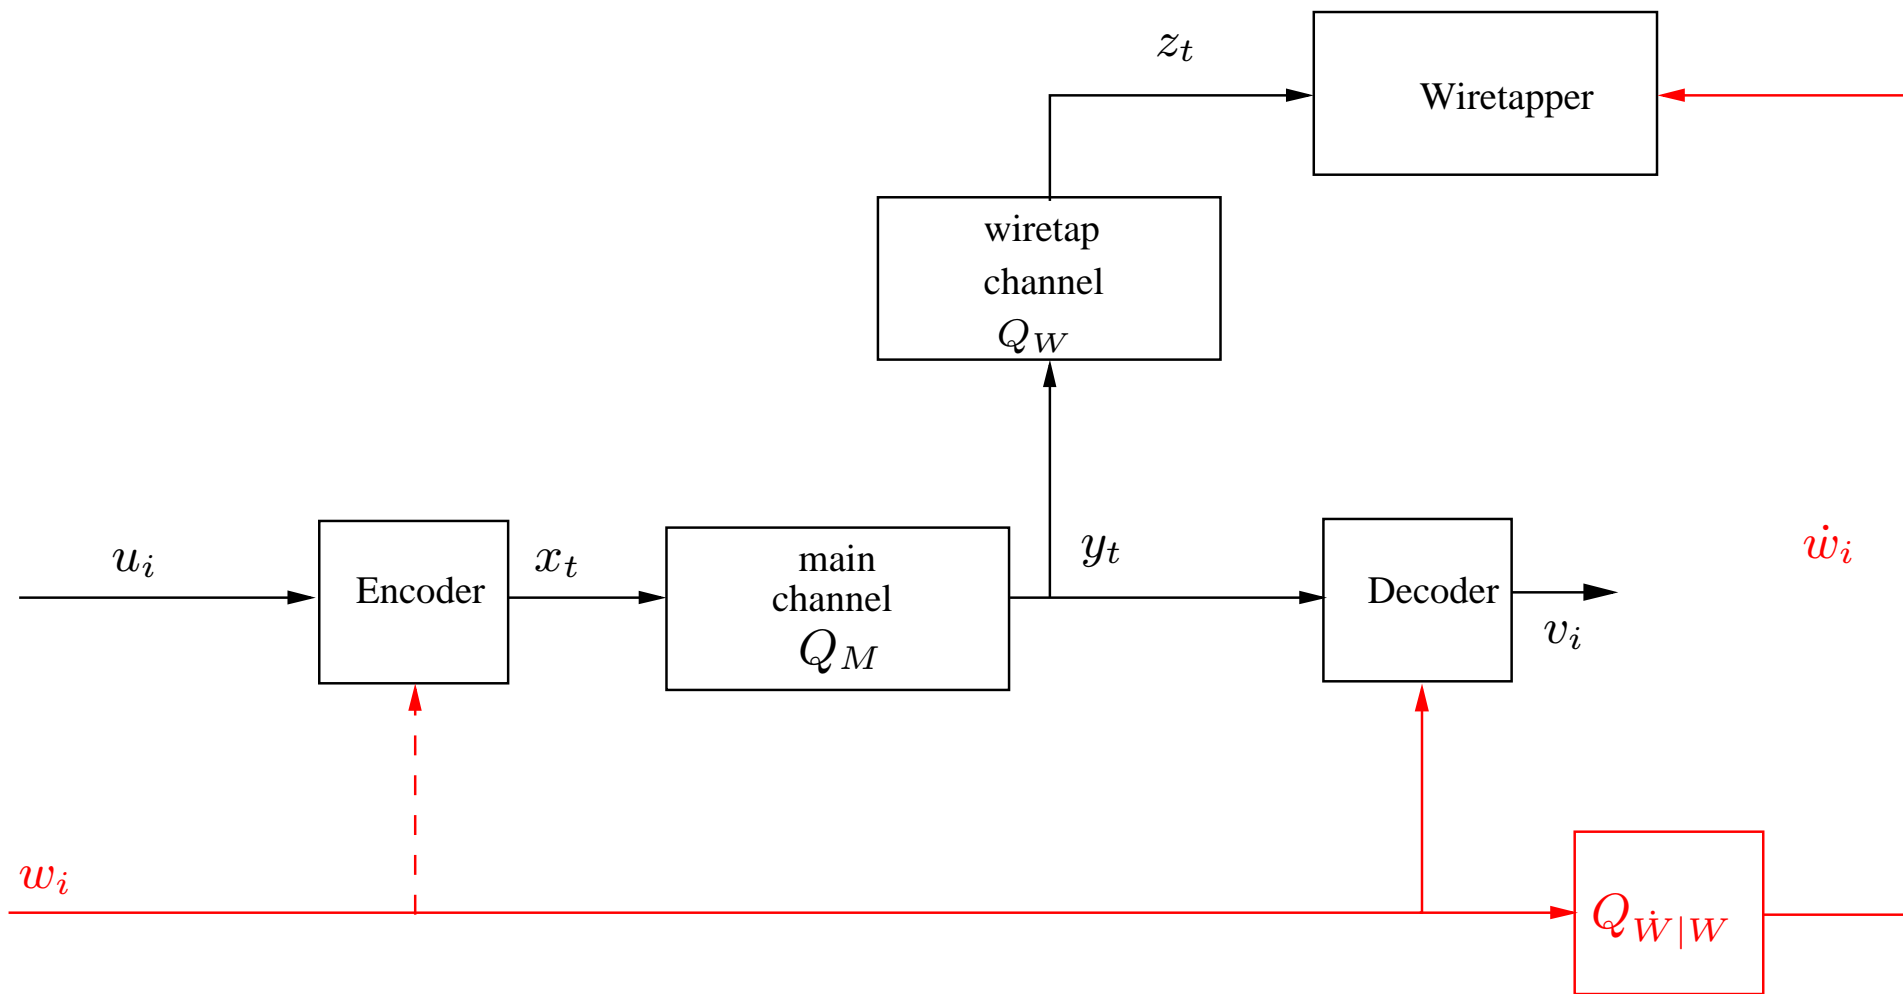 z_t
Wiretapper
wiretap
channel
Q_W
u_i
Encoder
x_t
main
channel
Q_M
y_t
Decoder
v_i
ẇ_i
w_i
Q_{Ẇ|W}